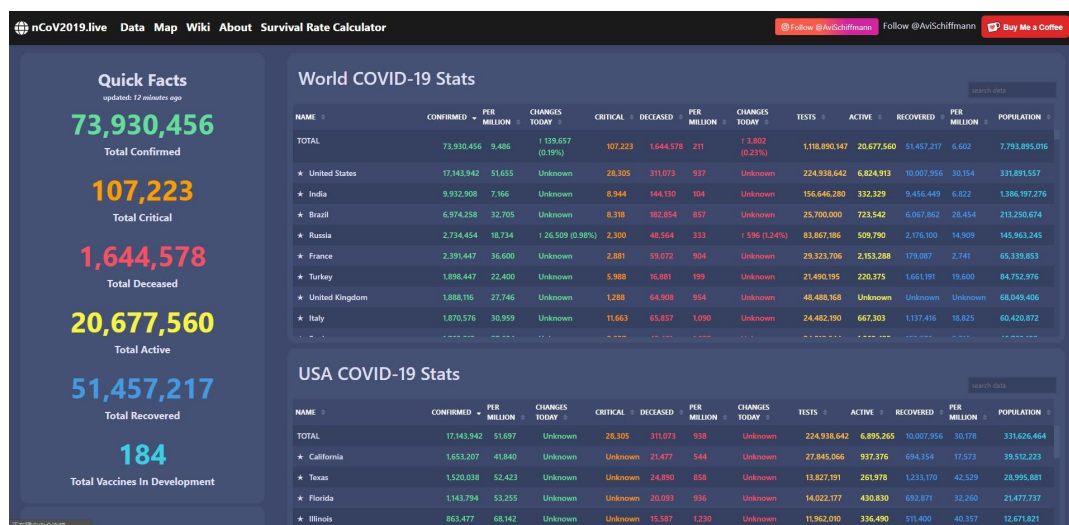 nCoV2019.live Data Map Wiki About Survival Rate Calculator
Follow @AviSchiffmann Follow @AviSchiffmann Buy Me a Coffee
Quick Facts
updated: 12 minutes ago
73,930,456
Total Confirmed
107,223
Total Critical
1,644,578
Total Deceased
20,677,560
Total Active
51,457,217
Total Recovered
184
Total Vaccines In Development
World COVID-19 Stats
search data
NAME CONFIRMED PER MILLION CHANGES TODAY CRITICAL DECEASED PER MILLION CHANGES TODAY TESTS ACTIVE RECOVERED PER MILLION POPULATION
TOTAL 73,930,456 9,486 ↑ 139,657 (0.19%) 107,223 1,644,578 211 ↑ 3,802 (0.23%) 1,118,890,147 20,677,560 51,457,217 6,602 7,793,895,016
★ United States 17,143,942 51,655 Unknown 28,305 311,073 937 Unknown 224,938,642 6,824,913 10,007,956 30,154 331,891,557
★ India 9,932,908 7,166 Unknown 8,944 144,130 104 Unknown 156,646,280 332,329 9,456,449 6,822 1,386,197,276
★ Brazil 6,974,258 32,705 Unknown 8,318 182,854 857 Unknown 25,700,000 723,542 6,067,862 28,454 213,250,674
★ Russia 2,734,454 18,734 ↑ 26,509 (0.98%) 2,300 48,564 333 ↑ 596 (1.24%) 83,867,186 509,790 2,176,100 14,909 145,963,245
★ France 2,391,447 36,600 Unknown 2,881 59,072 904 Unknown 29,323,706 2,153,288 179,087 2,741 65,339,853
★ Turkey 1,898,447 22,400 Unknown 5,988 16,881 199 Unknown 21,490,195 220,375 1,661,191 19,600 84,752,976
★ United Kingdom 1,888,116 27,746 Unknown 1,288 64,908 954 Unknown 48,488,168 Unknown Unknown Unknown 68,049,406
★ Italy 1,870,576 30,959 Unknown 11,663 65,857 1,090 Unknown 24,482,190 667,303 1,137,416 18,825 60,420,872
USA COVID-19 Stats
search data
NAME CONFIRMED PER MILLION CHANGES TODAY CRITICAL DECEASED PER MILLION CHANGES TODAY TESTS ACTIVE RECOVERED PER MILLION POPULATION
TOTAL 17,143,942 51,697 Unknown 28,305 311,073 938 Unknown 224,938,642 6,895,265 10,007,956 30,178 331,626,464
★ California 1,653,207 41,840 Unknown Unknown 21,477 544 Unknown 27,845,066 937,376 694,354 17,573 39,512,223
★ Texas 1,520,038 52,423 Unknown Unknown 24,890 858 Unknown 13,827,191 261,978 1,233,170 42,529 28,995,881
★ Florida 1,143,794 53,255 Unknown Unknown 20,093 936 Unknown 14,022,177 430,830 692,871 32,260 21,477,737
★ Illinois 863,477 68,142 Unknown Unknown 15,587 1,230 Unknown 11,962,010 336,490 511,400 40,357 12,671,821